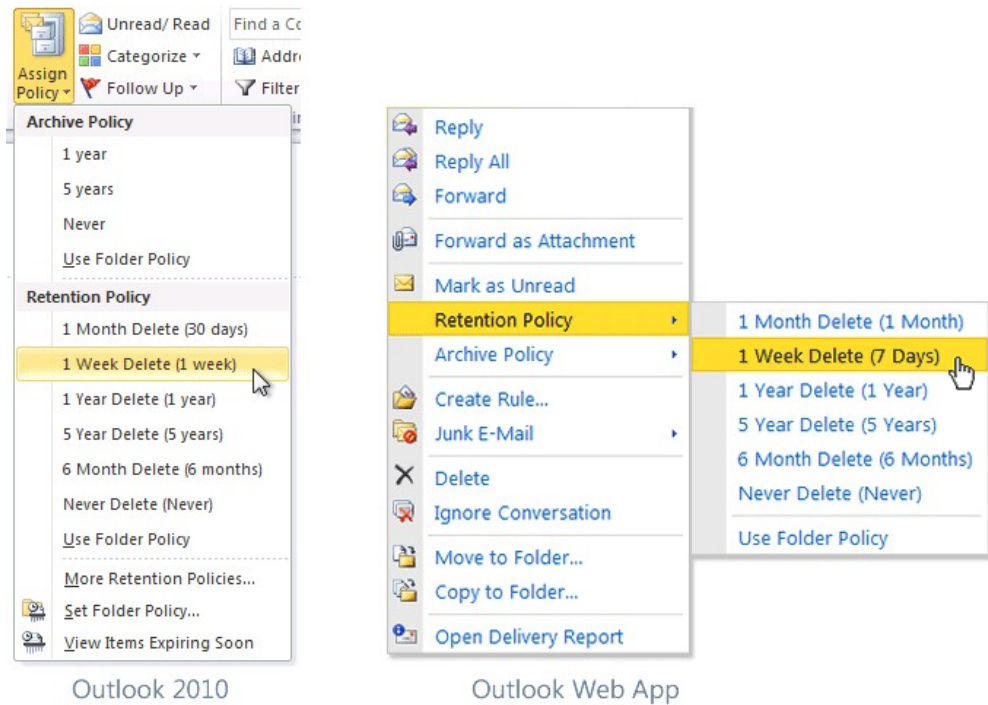 Unread/ Read
Find a Co
Categorize
Addr
Assign
Policy
Follow Up
Filter
Archive Policy
1 year
5 years
Never
Use Folder Policy
Retention Policy
1 Month Delete (30 days)
1 Week Delete (1 week)
1 Year Delete (1 year)
5 Year Delete (5 years)
6 Month Delete (6 months)
Never Delete (Never)
Use Folder Policy
More Retention Policies...
Set Folder Policy...
View Items Expiring Soon
Outlook 2010
Reply
Reply All
Forward
Forward as Attachment
Mark as Unread
Retention Policy
Archive Policy
Create Rule...
Junk E-Mail
Delete
Ignore Conversation
Move to Folder...
Copy to Folder...
Open Delivery Report
1 Month Delete (1 Month)
1 Week Delete (7 Days)
1 Year Delete (1 Year)
5 Year Delete (5 Years)
6 Month Delete (6 Months)
Never Delete (Never)
Use Folder Policy
Outlook Web App